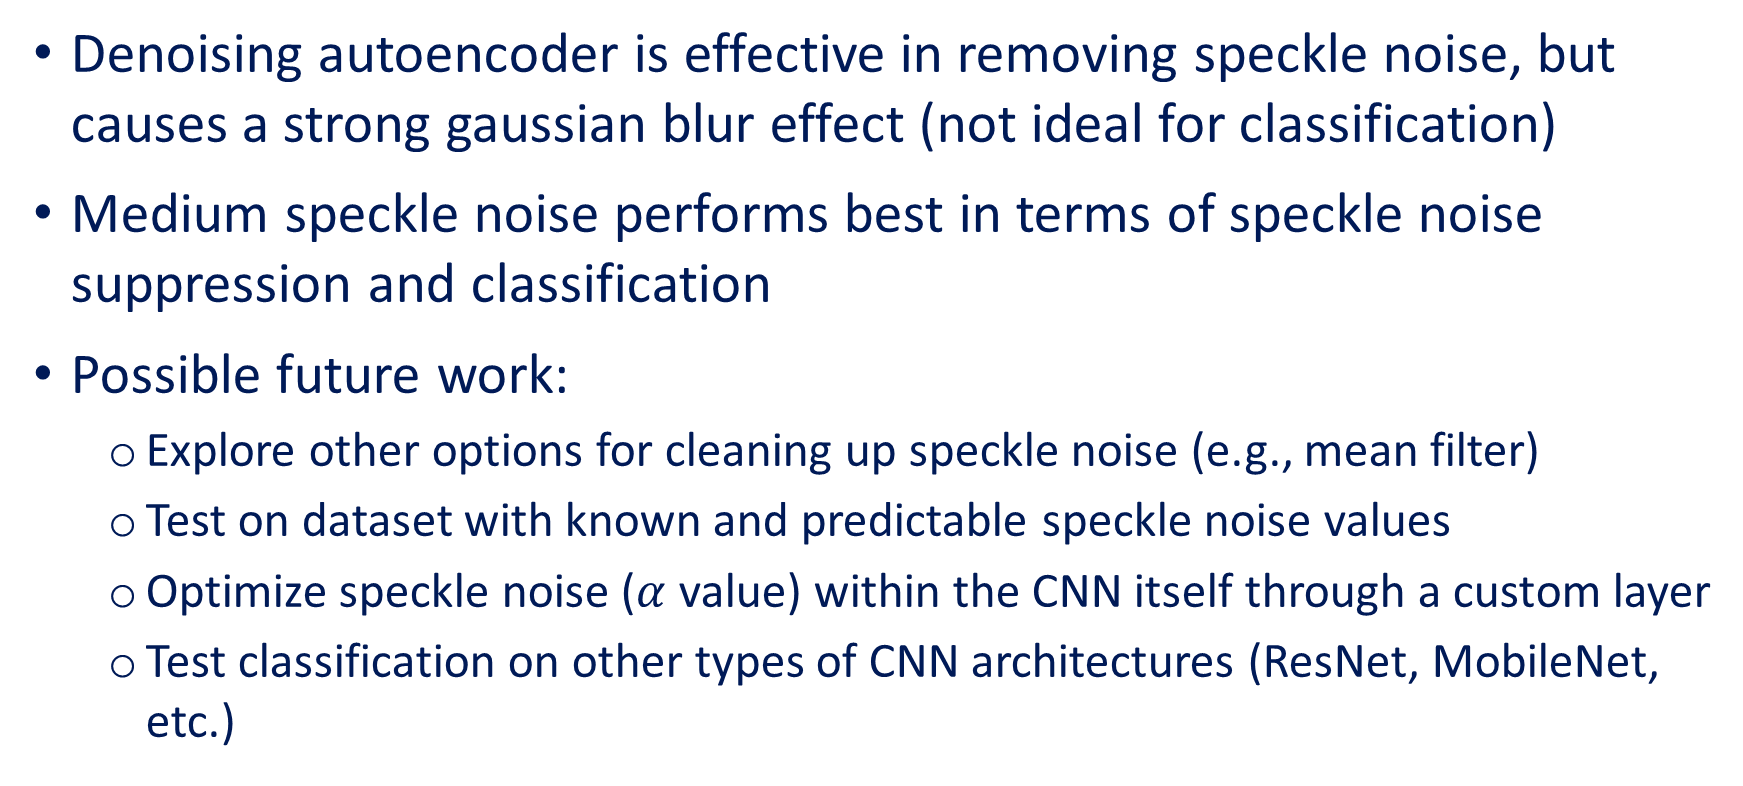 • Denoising autoencoder is effective in removing speckle noise, but
causes a strong gaussian blur effect (not ideal for classification)
• Medium speckle noise performs best in terms of speckle noise
suppression and classification
• Possible future work:
○ Explore other options for cleaning up speckle noise (e.g., mean filter)
○ Test on dataset with known and predictable speckle noise values
○ Optimize speckle noise (𝛼 value) within the CNN itself through a custom layer
○ Test classification on other types of CNN architectures (ResNet, MobileNet,
etc.)